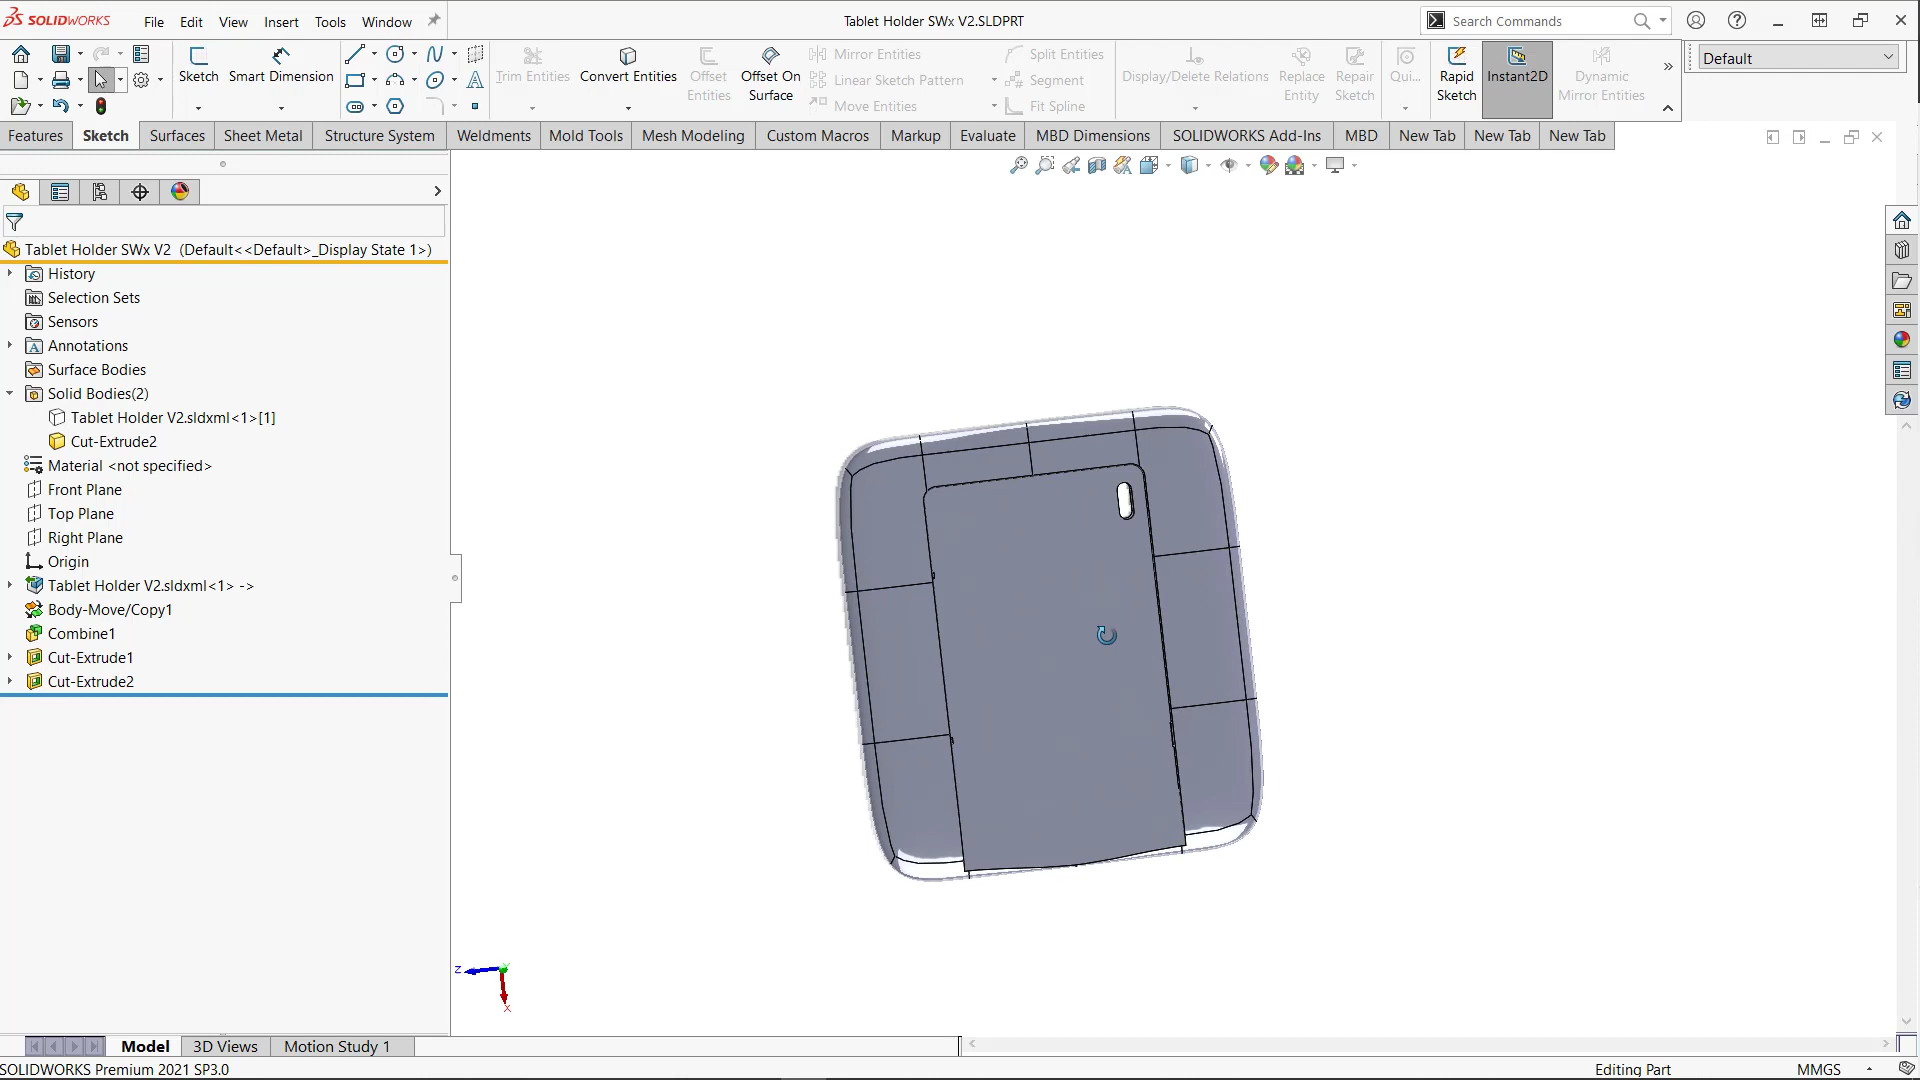 SOLIDWORKS File Edit View Insert Tools Window Tablet Holder SWx V2.SLDPRT Search Commands
Sketch Smart Dimension Trim Entities Convert Entities Offset Entities Offset On Surface Mirror Entities Linear Sketch Pattern Move Entities Split Entities Segment Fit Spline Display/Delete Relations Replace Entity Repair Sketch Qui... Rapid Sketch Instant2D Dynamic Mirror Entities Default
Features Sketch Surfaces Sheet Metal Structure System Weldments Mold Tools Mesh Modeling Custom Macros Markup Evaluate MBD Dimensions SOLIDWORKS Add-Ins MBD New Tab New Tab New Tab
Tablet Holder SWx V2 (Default<<Default>_Display State 1>)
History
Selection Sets
Sensors
Annotations
Surface Bodies
Solid Bodies(2)
Tablet Holder V2.sldxml<1>[1]
Cut-Extrude2
Material <not specified>
Front Plane
Top Plane
Right Plane
Origin
Tablet Holder V2.sldxml<1> ->
Body-Move/Copy1
Combine1
Cut-Extrude1
Cut-Extrude2
Z
Y
X
Model 3D Views Motion Study 1
SOLIDWORKS Premium 2021 SP3.0 Editing Part MMGS